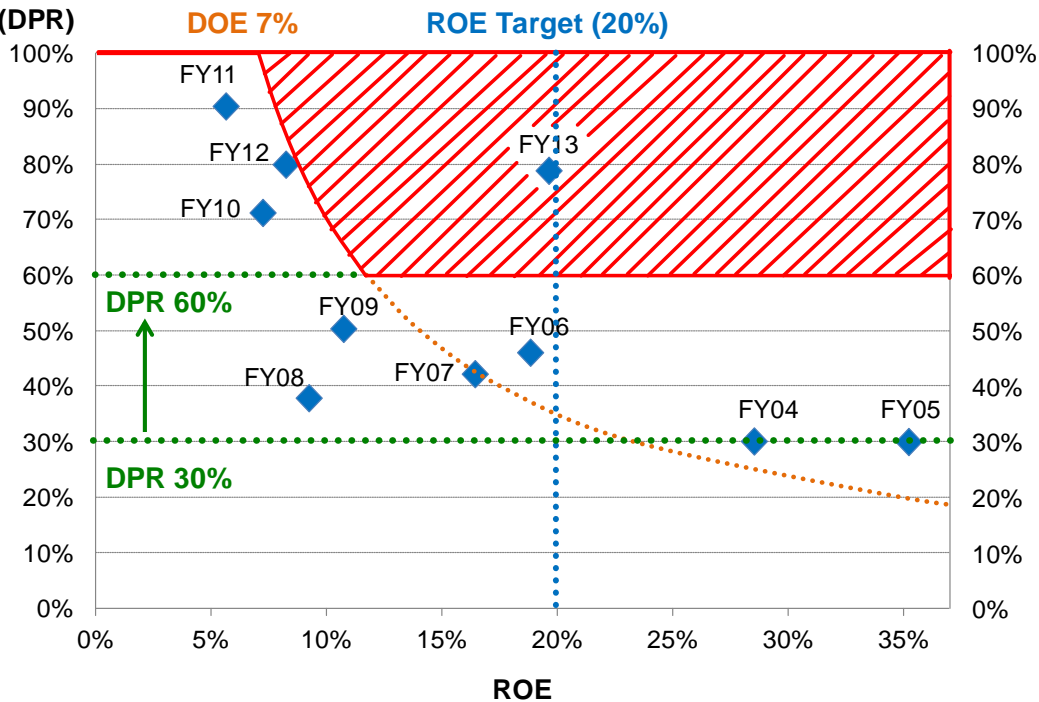 (DPR) DOE 7% ROE Target (20%)
100% 100%
FY11
90% 90%
FY12 80% FY13 80%
FY10 70% 70%
60% 60%
DPR 60%
FY09 FY06
50% 50%
FY08 FY07
40% 40%
FY04 FY05
30% 30%
DPR 30%
20% 20%
10% 10%
0% 0%
0% 5% 10% 15% 20% 25% 30% 35%
ROE